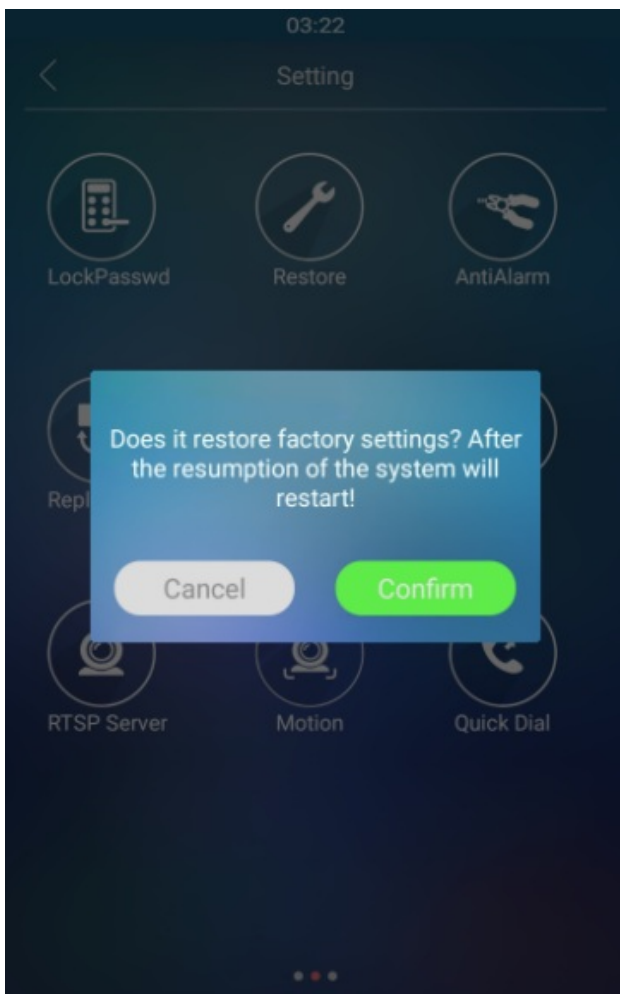 03:22
Setting
LockPasswd
Restore
AntiAlarm
Does it restore factory settings? After
the resumption of the system will
restart!
Cancel
Confirm
RTSP Server
Motion
Quick Dial